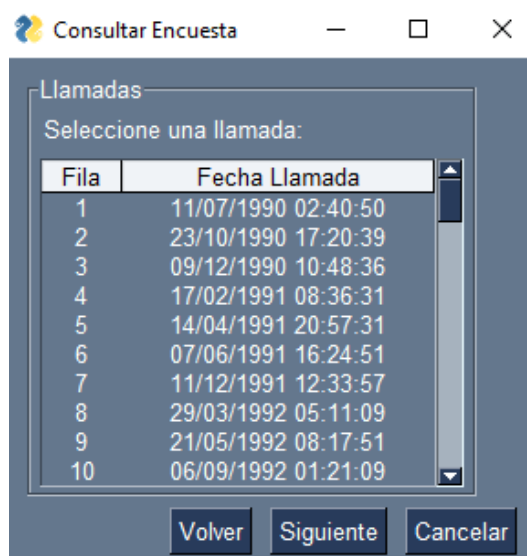 Consultar Encuesta
Llamadas
Seleccione una llamada:
Fila Fecha Llamada
1 11/07/1990 02:40:50
2 23/10/1990 17:20:39
3 09/12/1990 10:48:36
4 17/02/1991 08:36:31
5 14/04/1991 20:57:31
6 07/06/1991 16:24:51
7 11/12/1991 12:33:57
8 29/03/1992 05:11:09
9 21/05/1992 08:17:51
10 06/09/1992 01:21:09
Volver Siguiente Cancelar